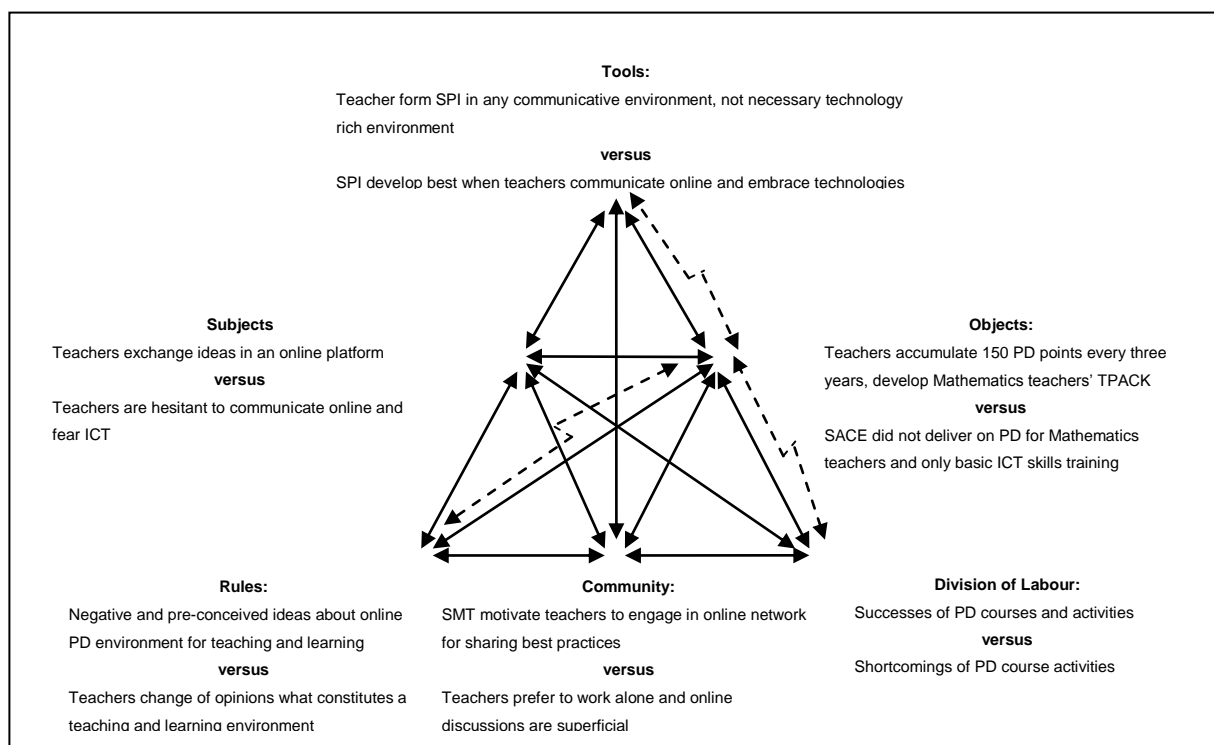 Tools:
Teacher form SPI in any communicative environment, not necessary technology
rich environment
versus
SPI develop best when teachers communicate online and embrace technologies
Subjects
Teachers exchange ideas in an online platform
versus
Teachers are hesitant to communicate online and
fear ICT
Objects:
Teachers accumulate 150 PD points every three
years, develop Mathematics teachers' TPACK
versus
SACE did not deliver on PD for Mathematics
teachers and only basic ICT skills training
Rules:
Negative and pre-conceived ideas about online
PD environment for teaching and learning
versus
Teachers change of opinions what constitutes a
teaching and learning environment
Community:
SMT motivate teachers to engage in online network
for sharing best practices
versus
Teachers prefer to work alone and online
discussions are superficial
Division of Labour:
Successes of PD courses and activities
versus
Shortcomings of PD course activities